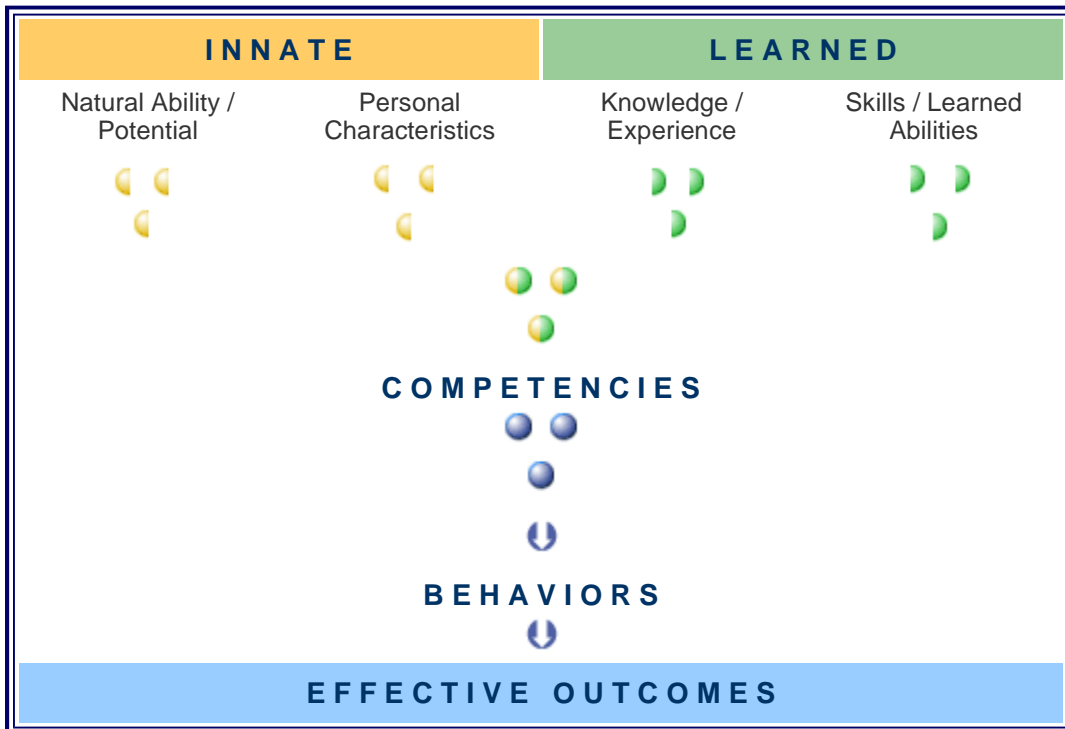 INNATE LEARNED
Natural Ability / Personal Knowledge / Skills / Learned
Potential Characteristics Experience Abilities
COMPETENCIES
BEHAVIORS
EFFECTIVE OUTCOMES